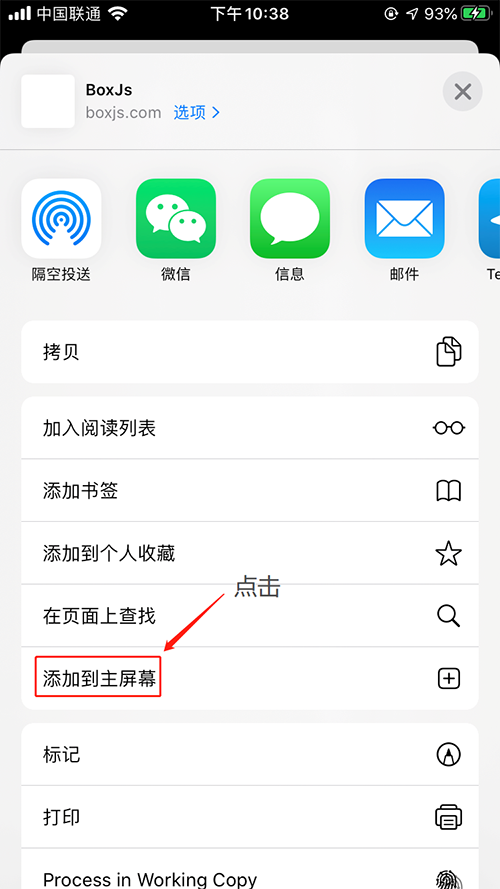 中国联通
下午10:38
93%
BoxJs
boxjs.com 选项
隔空投送
微信
信息
邮件
Te
拷贝
加入阅读列表
添加书签
添加到个人收藏
点击
在页面上查找
添加到主屏幕
标记
打印
Process in Working Copy